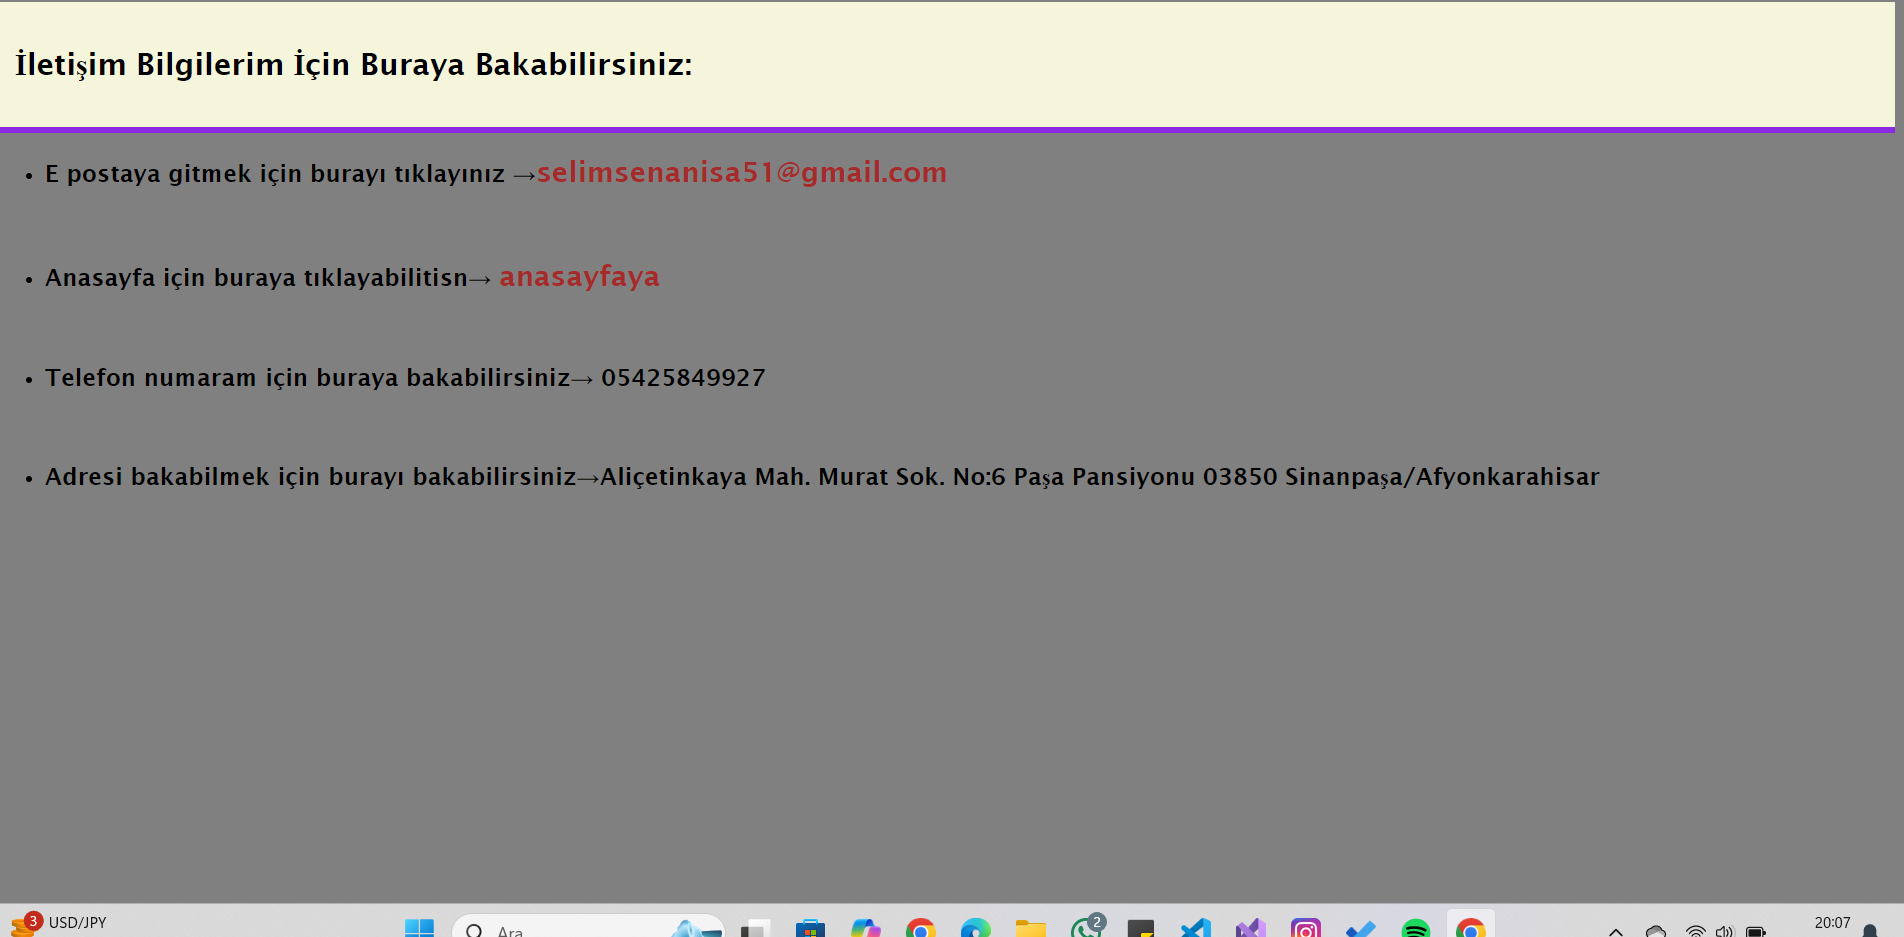 İletişim Bilgilerim İçin Buraya Bakabilirsiniz:
• E postaya gitmek için burayı tıklayınız →selimsenanisa51@gmail.com
• Anasayfa için buraya tıklayabilitisn→ anasayfaya
• Telefon numaram için buraya bakabilirsiniz→ 05425849927
• Adresi bakabilmek için burayı bakabilirsiniz→Aliçetinkaya Mah. Murat Sok. No:6 Paşa Pansiyonu 03850 Sinanpaşa/Afyonkarahisar
3 USD/JPY
Ara
2
20:07